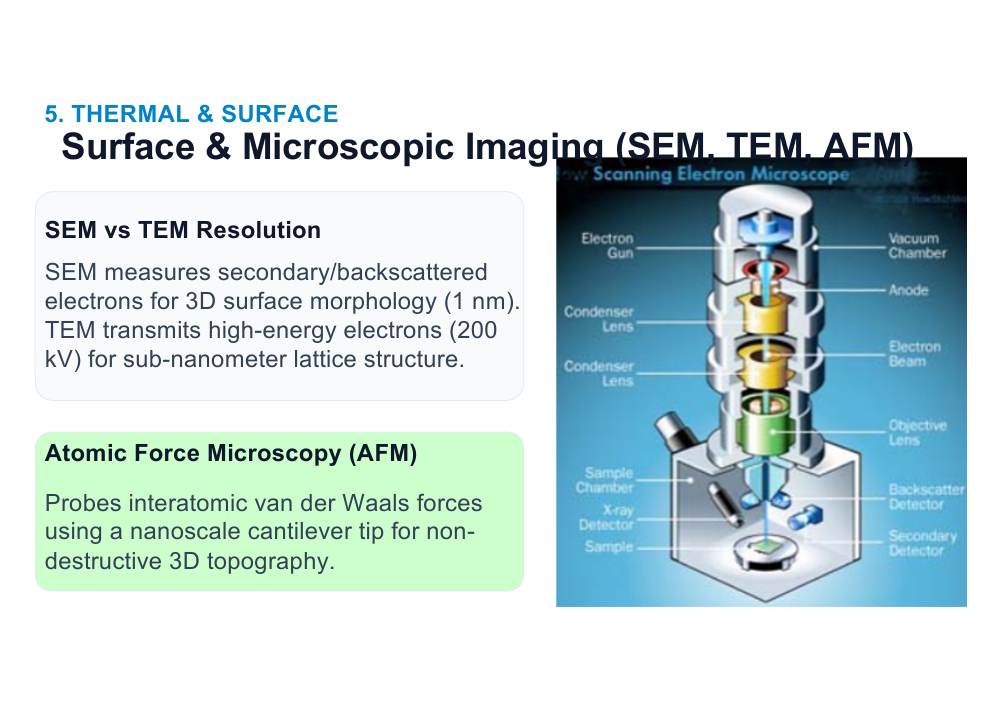 5. THERMAL & SURFACE
Surface & Microscopic Imaging (SEM, TEM, AFM)
SEM vs TEM Resolution
SEM measures secondary/backscattered
electrons for 3D surface morphology (1 nm).
TEM transmits high-energy electrons (200
kV) for sub-nanometer lattice structure.
Atomic Force Microscopy (AFM)
Probes interatomic van der Waals forces
using a nanoscale cantilever tip for non-
destructive 3D topography.
Scanning Electron Microscope
Electron
Gun
Vacuum
Chamber
Anode
Condenser
Lens
Electron
Beam
Condenser
Lens
Objective
Lens
Sample
Chamber
Backscatter
Detector
X-ray
Detector
Secondary
Detector
Sample